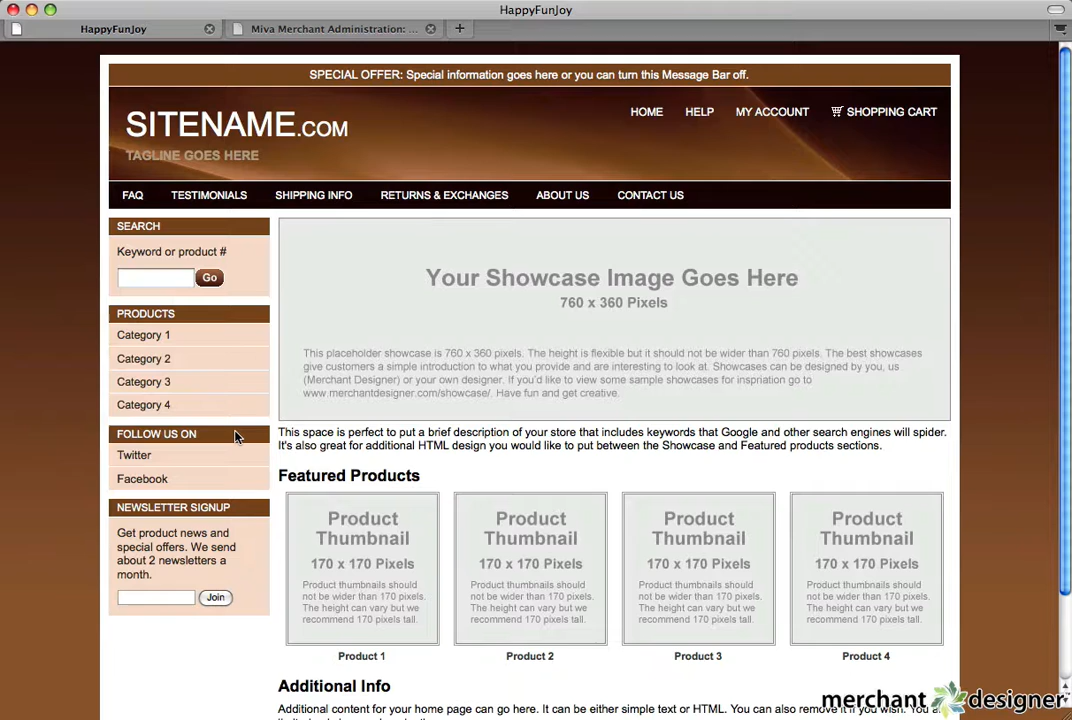 HappyFunJoy
HappyFunJoy
Miva Merchant Administration: ...
SPECIAL OFFER: Special information goes here or you can turn this Message Bar off.
SITENAME.COM
TAGLINE GOES HERE
HOME HELP MY ACCOUNT SHOPPING CART
FAQ TESTIMONIALS SHIPPING INFO RETURNS & EXCHANGES ABOUT US CONTACT US
SEARCH
Keyword or product #
Go
PRODUCTS
Category 1
Category 2
Category 3
Category 4
FOLLOW US ON
Twitter
Facebook
NEWSLETTER SIGNUP
Get product news and
special offers. We send
about 2 newsletters a
month.
Join
Your Showcase Image Goes Here
760 x 360 Pixels
This placeholder showcase is 760 x 360 pixels. The height is flexible but it should not be wider than 760 pixels. The best showcases
give customers a simple introduction to what you provide and are interesting to look at. Showcases can be designed by you, us
(Merchant Designer) or your own designer. If you'd like to view some sample showcases for inspriation go to
www.merchantdesigner.com/showcase/. Have fun and get creative.
This space is perfect to put a brief description of your store that includes keywords that Google and other search engines will spider.
It's also great for additional HTML design you would like to put between the Showcase and Featured products sections.
Featured Products
Product
Thumbnail
170 x 170 Pixels
Product thumbnails should
not be wider than 170 pixels.
The height can vary but we
recommend 170 pixels tall.
Product 1
Product
Thumbnail
170 x 170 Pixels
Product thumbnails should
not be wider than 170 pixels.
The height can vary but we
recommend 170 pixels tall.
Product 2
Product
Thumbnail
170 x 170 Pixels
Product thumbnails should
not be wider than 170 pixels.
The height can vary but we
recommend 170 pixels tall.
Product 3
Product
Thumbnail
170 x 170 Pixels
Product thumbnails should
not be wider than 170 pixels.
The height can vary but we
recommend 170 pixels tall.
Product 4
Additional Info
Additional content for your home page can go here. It can be either simple text or HTML. You can also remove it if you wish.
merchant designer